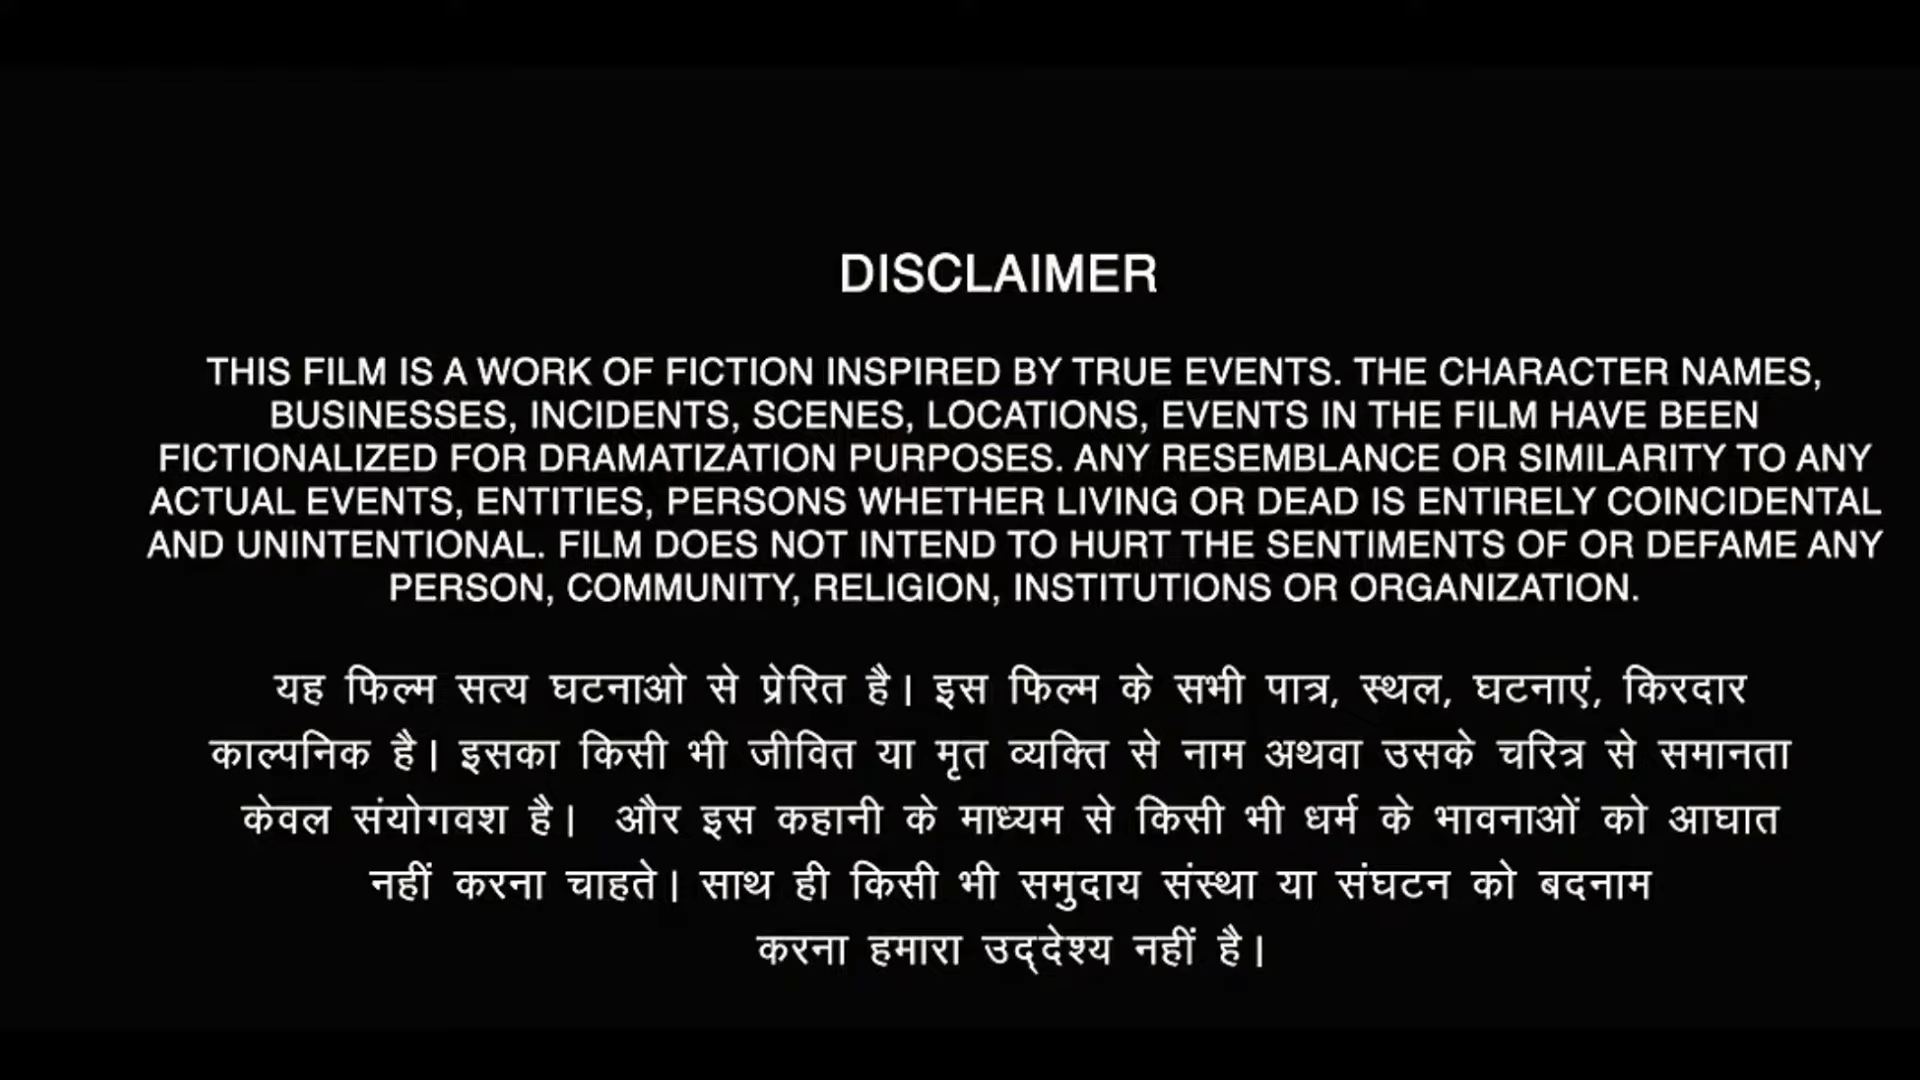 DISCLAIMER
THIS FILM IS A WORK OF FICTION INSPIRED BY TRUE EVENTS. THE CHARACTER NAMES,
BUSINESSES, INCIDENTS, SCENES, LOCATIONS, EVENTS IN THE FILM HAVE BEEN
FICTIONALIZED FOR DRAMATIZATION PURPOSES. ANY RESEMBLANCE OR SIMILARITY TO ANY
ACTUAL EVENTS, ENTITIES, PERSONS WHETHER LIVING OR DEAD IS ENTIRELY COINCIDENTAL
AND UNINTENTIONAL. FILM DOES NOT INTEND TO HURT THE SENTIMENTS OF OR DEFAME ANY
PERSON, COMMUNITY, RELIGION, INSTITUTIONS OR ORGANIZATION.
यह फिल्म सत्य घटनाओ से प्रेरित है। इस फिल्म के सभी पात्र, स्थल, घटनाएं, किरदार
काल्पनिक है। इसका किसी भी जीवित या मृत व्यक्ति से नाम अथवा उसके चरित्र से समानता
केवल संयोगवश है। और इस कहानी के माध्यम से किसी भी धर्म के भावनाओं को आघात
नहीं करना चाहते। साथ ही किसी भी समुदाय संस्था या संघटन को बदनाम
करना हमारा उद्देश्य नहीं है।